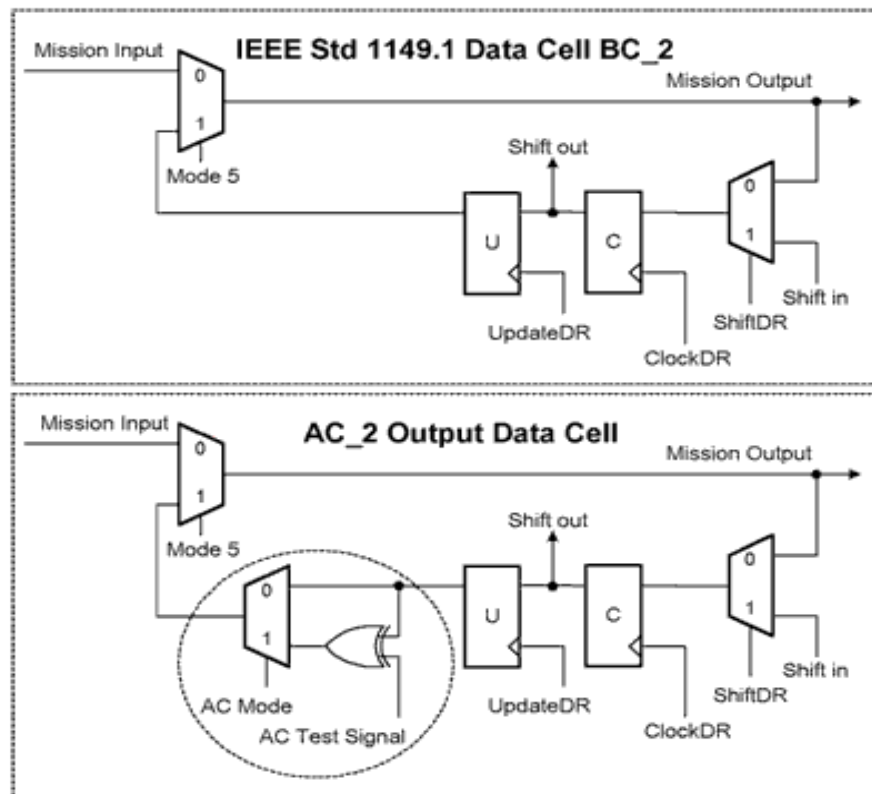 IEEE Std 1149.1 Data Cell BC_2
Mission Input
Mission Output
0
1
Mode 5
Shift out
U
C
0
1
Shift in
ShiftDR
UpdateDR
ClockDR
AC_2 Output Data Cell
Mission Input
Mission Output
0
1
Mode 5
Shift out
0
1
U
C
0
1
Shift in
AC Mode
UpdateDR
ShiftDR
AC Test Signal
ClockDR